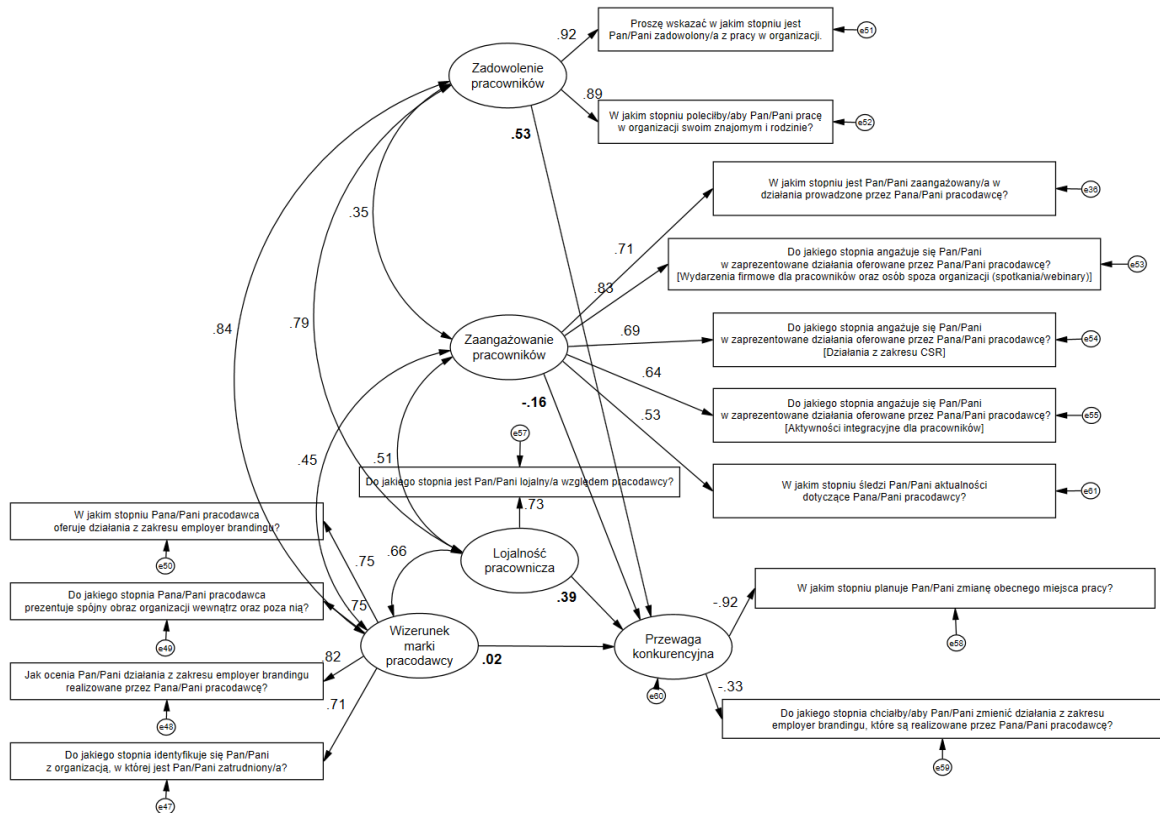 Proszę wskazać w jakim stopniu jest
Pan/Pani zadowolony/a z pracy w organizacji.
e51
.92
Zadowolenie
pracowników
.89
W jakim stopniu poleciłby/aby Pan/Pani pracę
w organizacji swoim znajomym i rodzinie?
e52
.53
W jakim stopniu jest Pan/Pani zaangażowany/a w
działania prowadzone przez Pana/Pani pracodawcę?
e36
.35
.71
Do jakiego stopnia angażuje się Pan/Pani
w zaprezentowane działania oferowane przez Pana/Pani pracodawcę?
[Wydarzenia firmowe dla pracowników oraz osób spoza organizacji (spotkania/webinary)]
e53
.83
.84
.79
.69
Zaangażowanie
pracowników
Do jakiego stopnia angażuje się Pan/Pani
w zaprezentowane działania oferowane przez Pana/Pani pracodawcę?
[Działania z zakresu CSR]
e54
.64
-.16
.53
Do jakiego stopnia angażuje się Pan/Pani
w zaprezentowane działania oferowane przez Pana/Pani pracodawcę?
[Aktywności integracyjne dla pracowników]
e55
e57
.45
.51
Do jakiego stopnia jest Pan/Pani lojalny/a względem pracodawcy?
W jakim stopniu śledzi Pan/Pani aktualności
dotyczące Pana/Pani pracodawcy?
e61
.73
W jakim stopniu Pana/Pani pracodawca
oferuje działania z zakresu employer brandingu?
e50
.75
.66
Lojalność
pracownicza
.39
W jakim stopniu planuje Pan/Pani zmianę obecnego miejsca pracy?
e58
-.92
Do jakiego stopnia Pana/Pani pracodawca
prezentuje spójny obraz organizacji wewnątrz oraz poza nią?
e49
.75
Wizerunek
marki
pracodawcy
.02
Przewaga
konkurencyjna
e60
-.33
.82
Jak ocenia Pan/Pani działania z zakresu employer brandingu
realizowane przez Pana/Pani pracodawcę?
e48
.71
Do jakiego stopnia chciałby/aby Pan/Pani zmienić działania z zakresu
employer brandingu, które są realizowane przez Pana/Pani pracodawcę?
e59
Do jakiego stopnia identyfikuje się Pan/Pani
z organizacją, w której jest Pan/Pani zatrudniony/a?
e47